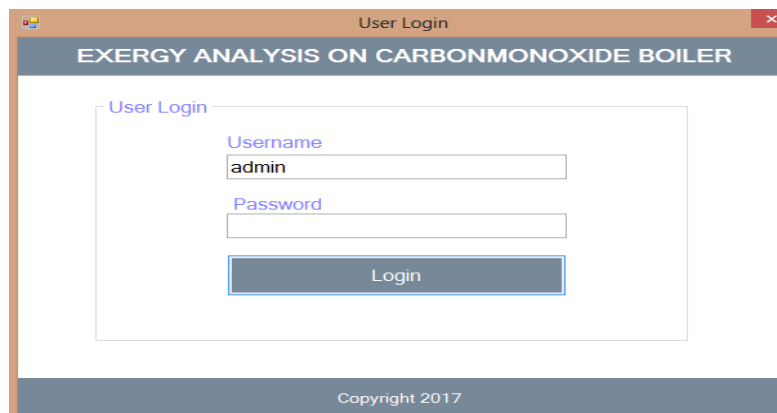 User Login
EXERGY ANALYSIS ON CARBONMONOXIDE BOILER
User Login
Username
admin
Password
Login
Copyright 2017